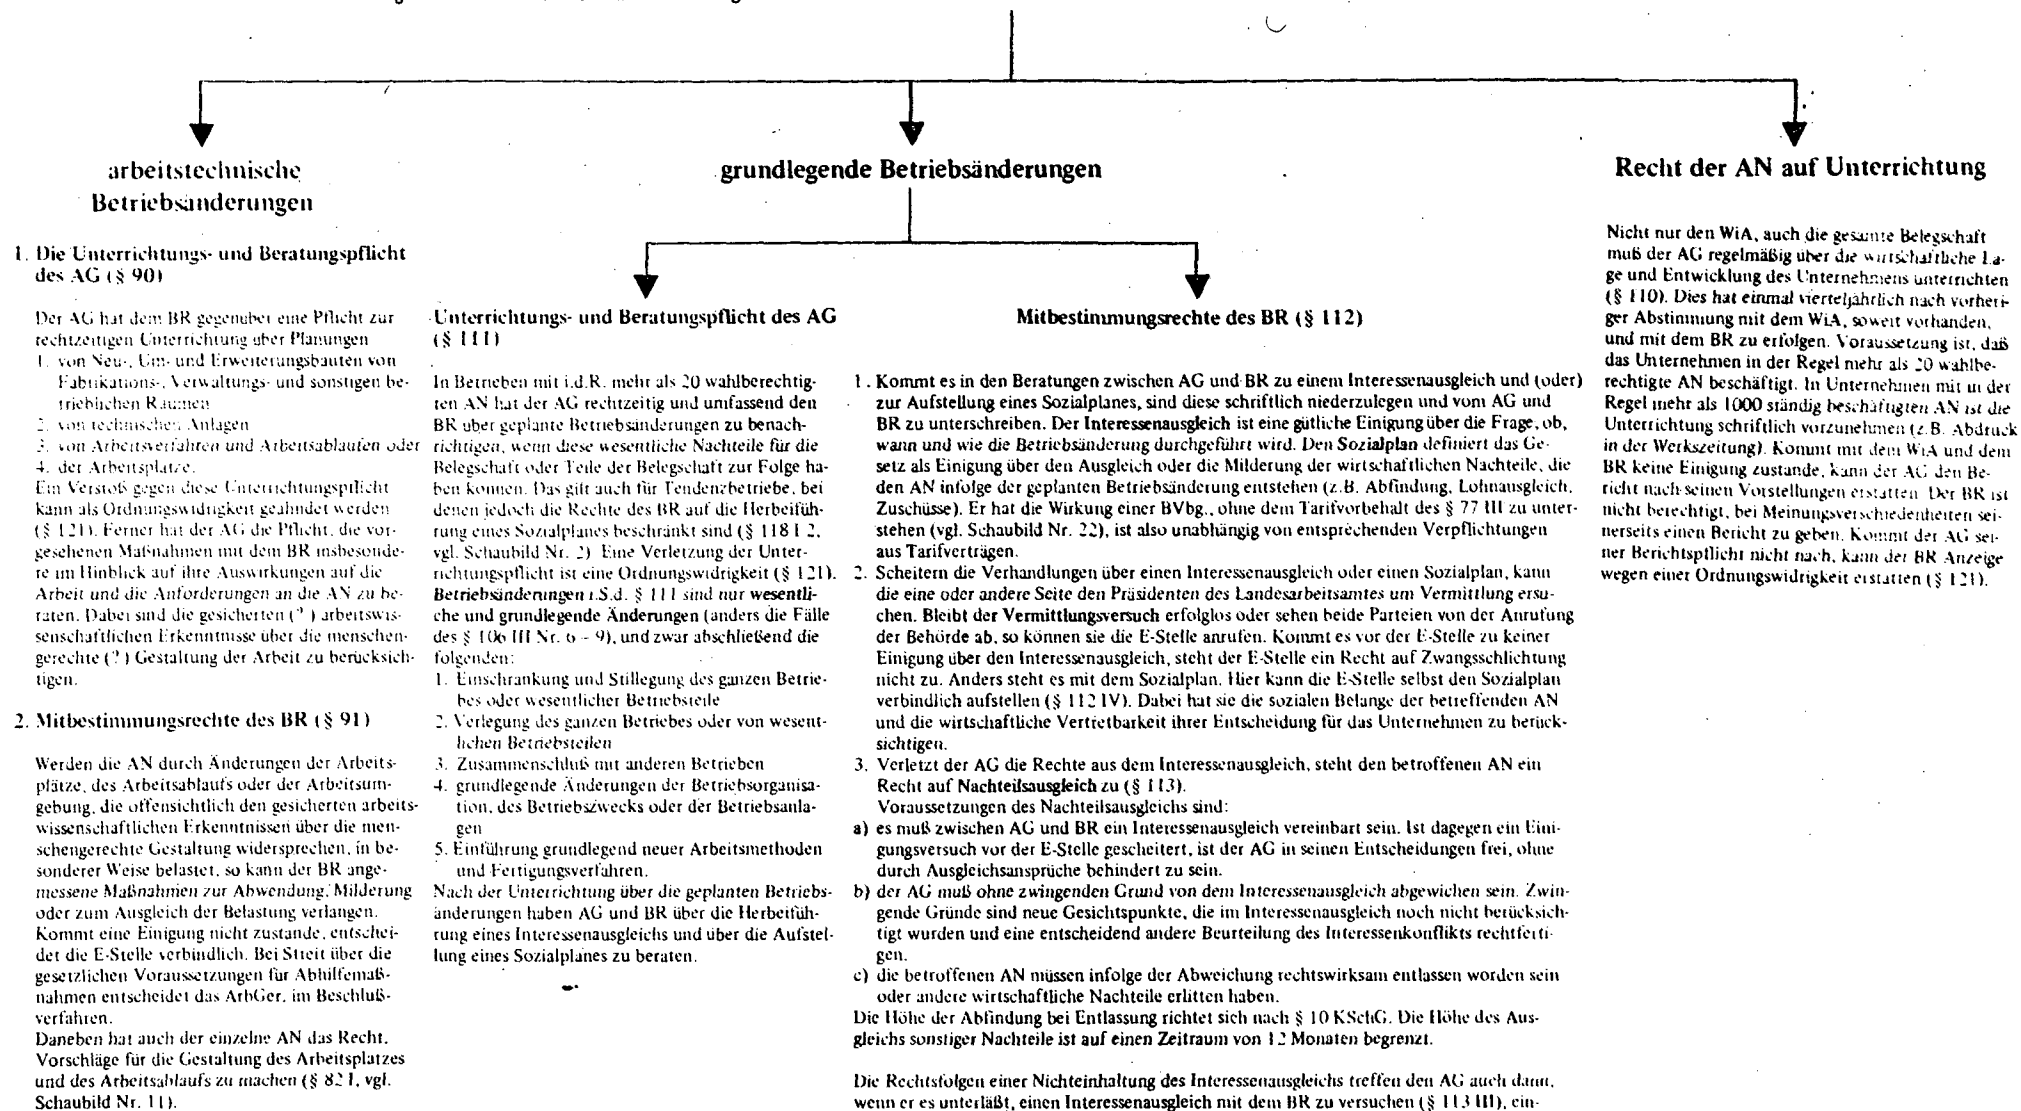 arbeitstechnische
Betriebsänderungen
1. Die Unterrichtungs- und Beratungspflicht
des AG (§ 90)
Der AG hat dem BR gegenüber eine Pflicht zur
rechtzeitigen Unterrichtung über Planungen
1. von Neu-, Um- und Erweiterungsbauten von
Fabrikations-, Verwaltungs- und sonstigen be-
trieblichen Räumen
2. von technischen Anlagen
3. von Arbeitsverfahren und Arbeitsabläufen oder
4. der Arbeitsplätze.
Ein Verstoß gegen diese Unterrichtungspflicht
kann als Ordnungswidrigkeit geahndet werden
(§ 121). Ferner hat der AG die Pflicht, die vor-
gesehenen Maßnahmen mit dem BR insbesonde-
re im Hinblick auf ihre Auswirkungen auf die
Arbeit und die Anforderungen an die AN zu be-
raten. Dabei sind die gesicherten (?) arbeitswis-
senschaftlichen Erkenntnisse über die menschen-
gerechte (?) Gestaltung der Arbeit zu berücksich-
tigen.
2. Mitbestimmungsrechte des BR (§ 91)
Werden die AN durch Änderungen der Arbeits-
plätze, des Arbeitsablaufs oder der Arbeitsum-
gebung, die offensichtlich den gesicherten arbeits-
wissenschaftlichen Erkenntnissen über die men-
schengerechte Gestaltung widersprechen, in be-
sonderer Weise belastet, so kann der BR ange-
messene Maßnahmen zur Abwendung, Milderung
oder zum Ausgleich der Belastung verlangen.
Kommt eine Einigung nicht zustande, entschei-
det die E-Stelle verbindlich. Bei Streit über die
gesetzlichen Voraussetzungen für Abhilfemaß-
nahmen entscheidet das ArbGer. im Beschluß-
verfahren.
Daneben hat auch der einzelne AN das Recht,
Vorschläge für die Gestaltung des Arbeitsplatzes
und des Arbeitsablaufs zu machen (§ 82 I, vgl.
Schaubild Nr. 11).
grundlegende Betriebsänderungen
Unterrichtungs- und Beratungspflicht des AG
(§ 111)
In Betrieben mit i.d.R. mehr als 20 wahlberechtig-
ten AN hat der AG rechtzeitig und umfassend den
BR über geplante Betriebsänderungen zu benach-
richtigen, wenn diese wesentliche Nachteile für die
Belegschaft oder Teile der Belegschaft zur Folge ha-
ben können. Das gilt auch für Tendenzbetriebe, bei
denen jedoch die Rechte des BR auf die Herbeifüh-
rung eines Sozialplanes beschränkt sind (§ 118 I 2,
vgl. Schaubild Nr. 2). Eine Verletzung der Unter-
richtungspflicht ist eine Ordnungswidrigkeit (§ 121).
Betriebsänderungen i.S.d. § 111 sind nur wesentli-
che und grundlegende Änderungen (anders die Fälle
des § 106 III Nr. 6 – 9), und zwar abschließend die
folgenden:
1. Einschränkung und Stillegung des ganzen Betrie-
bes oder wesentlicher Betriebsteile
2. Verlegung des ganzen Betriebes oder von wesent-
lichen Betriebsteilen
3. Zusammenschluß mit anderen Betrieben
4. grundlegende Änderungen der Betriebsorganisa-
tion, des Betriebszwecks oder der Betriebsanla-
gen
5. Einführung grundlegend neuer Arbeitsmethoden
und Fertigungsverfahren.
Nach der Unterrichtung über die geplanten Betriebs-
änderungen haben AG und BR über die Herbeifüh-
rung eines Interessenausgleichs und über die Aufstel-
lung eines Sozialplanes zu beraten.
Mitbestimmungsrechte des BR (§ 112)
1. Kommt es in den Beratungen zwischen AG und BR zu einem Interessenausgleich und (oder)
zur Aufstellung eines Sozialplanes, sind diese schriftlich niederzulegen und vom AG und
BR zu unterschreiben. Der Interessenausgleich ist eine gütliche Einigung über die Frage, ob,
wann und wie die Betriebsänderung durchgeführt wird. Den Sozialplan definiert das Ge-
setz als Einigung über den Ausgleich oder die Milderung der wirtschaftlichen Nachteile, die
den AN infolge der geplanten Betriebsänderung entstehen (z.B. Abfindung, Lohnausgleich,
Zuschüsse). Er hat die Wirkung einer BVbg., ohne dem Tarifvorbehalt des § 77 III zu unter-
stehen (vgl. Schaubild Nr. 22), ist also unabhängig von entsprechenden Verpflichtungen
aus Tarifverträgen.
2. Scheitern die Verhandlungen über einen Interessenausgleich oder einen Sozialplan, kann
die eine oder andere Seite den Präsidenten des Landesarbeitsamtes um Vermittlung ersu-
chen. Bleibt der Vermittlungsversuch erfolglos oder sehen beide Parteien von der Anrufung
der Behörde ab, so können sie die E-Stelle anrufen. Kommt es vor der E-Stelle zu keiner
Einigung über den Interessenausgleich, steht der E-Stelle ein Recht auf Zwangsschlichtung
nicht zu. Anders steht es mit dem Sozialplan. Hier kann die E-Stelle selbst den Sozialplan
verbindlich aufstellen (§ 112 IV). Dabei hat sie die sozialen Belange der betreffenden AN
und die wirtschaftliche Vertretbarkeit ihrer Entscheidung für das Unternehmen zu berück-
sichtigen.
3. Verletzt der AG die Rechte aus dem Interessenausgleich, steht den betroffenen AN ein
Recht auf Nachteilsausgleich zu (§ 113).
Voraussetzungen des Nachteilsausgleichs sind:
a) es muß zwischen AG und BR ein Interessenausgleich vereinbart sein. Ist dagegen ein Eini-
gungsversuch vor der E-Stelle gescheitert, ist der AG in seinen Entscheidungen frei, ohne
durch Ausgleichsansprüche behindert zu sein.
b) der AG muß ohne zwingenden Grund von dem Interessenausgleich abgewichen sein. Zwin-
gende Gründe sind neue Gesichtspunkte, die im Interessenausgleich noch nicht berücksich-
tigt wurden und eine entscheidend andere Beurteilung des Interessenkonflikts rechtferti-
gen.
c) die betroffenen AN müssen infolge der Abweichung rechtswirksam entlassen worden sein
oder andere wirtschaftliche Nachteile erlitten haben.
Die Höhe der Abfindung bei Entlassung richtet sich nach § 10 KSchG. Die Höhe des Aus-
gleichs sonstiger Nachteile ist auf einen Zeitraum von 12 Monaten begrenzt.
Die Rechtsfolgen einer Nichteinhaltung des Interessenausgleichs treffen den AG auch dann,
wenn er es unterläßt, einen Interessenausgleich mit dem BR zu versuchen (§ 113 III), ein-
Recht der AN auf Unterrichtung
Nicht nur den WiA, auch die gesamte Belegschaft
muß der AG regelmäßig über die wirtschaftliche La-
ge und Entwicklung des Unternehmens unterrichten
(§ 110). Dies hat einmal vierteljährlich nach vorheri-
ger Abstimmung mit dem WiA, soweit vorhanden,
und mit dem BR zu erfolgen. Voraussetzung ist, daß
das Unternehmen in der Regel mehr als 20 wahlbe-
rechtigte AN beschäftigt. In Unternehmen mit in der
Regel mehr als 1000 ständig beschäftigten AN ist die
Unterrichtung schriftlich vorzunehmen (z.B. Abdruck
in der Werkszeitung). Kommt mit dem WiA und dem
BR keine Einigung zustande, kann der AG den Be-
richt nach seinen Vorstellungen erstatten. Der BR ist
nicht berechtigt, bei Meinungsverschiedenheiten sei-
nerseits einen Bericht zu geben. Kommt der AG sei-
ner Berichtspflicht nicht nach, kann der BR Anzeige
wegen einer Ordnungswidrigkeit erstatten (§ 121).